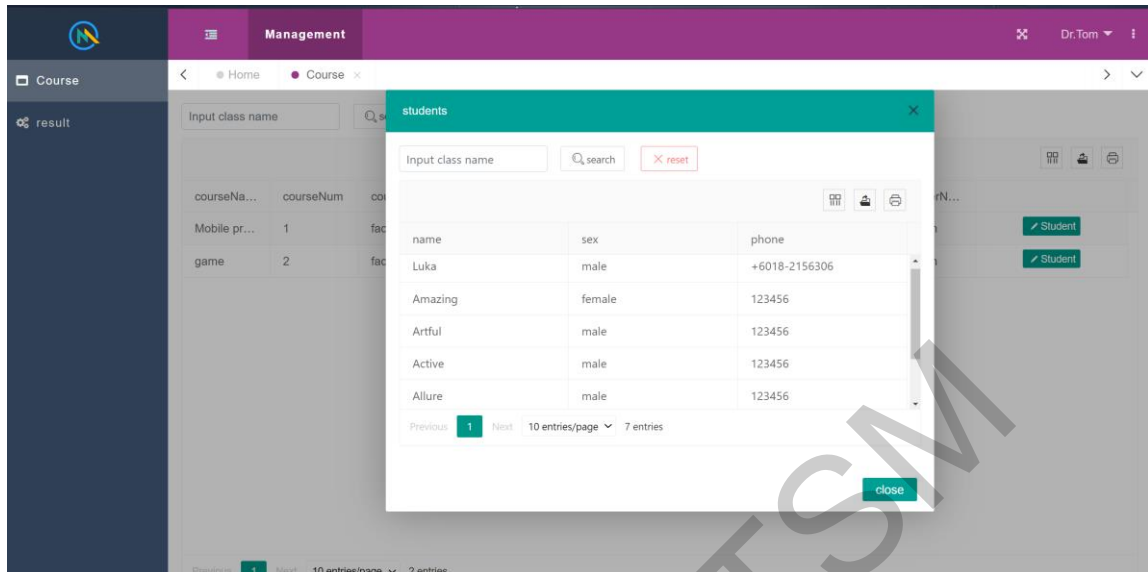 Management
Dr.Tom
Course
Home
Course
result
Input class name
students
Input class name
search
reset
courseNa...
courseNum
name
sex
phone
Mobile pr...
1
Student
Luka
male
+6018-2156306
game
2
Student
Amazing
female
123456
Artful
male
123456
Active
male
123456
Allure
male
123456
Previous
1
Next
10 entries/page
7 entries
close
Previous
1
Next
10 entries/page
2 entries
TSM